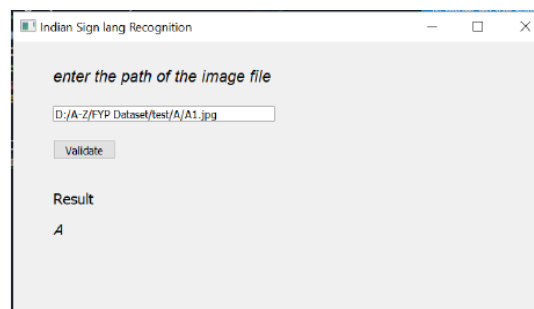 Indian Sign lang Recognition
enter the path of the image file
D:/A-Z/FYP Dataset/test/A/A1.jpg
Validate
Result
A